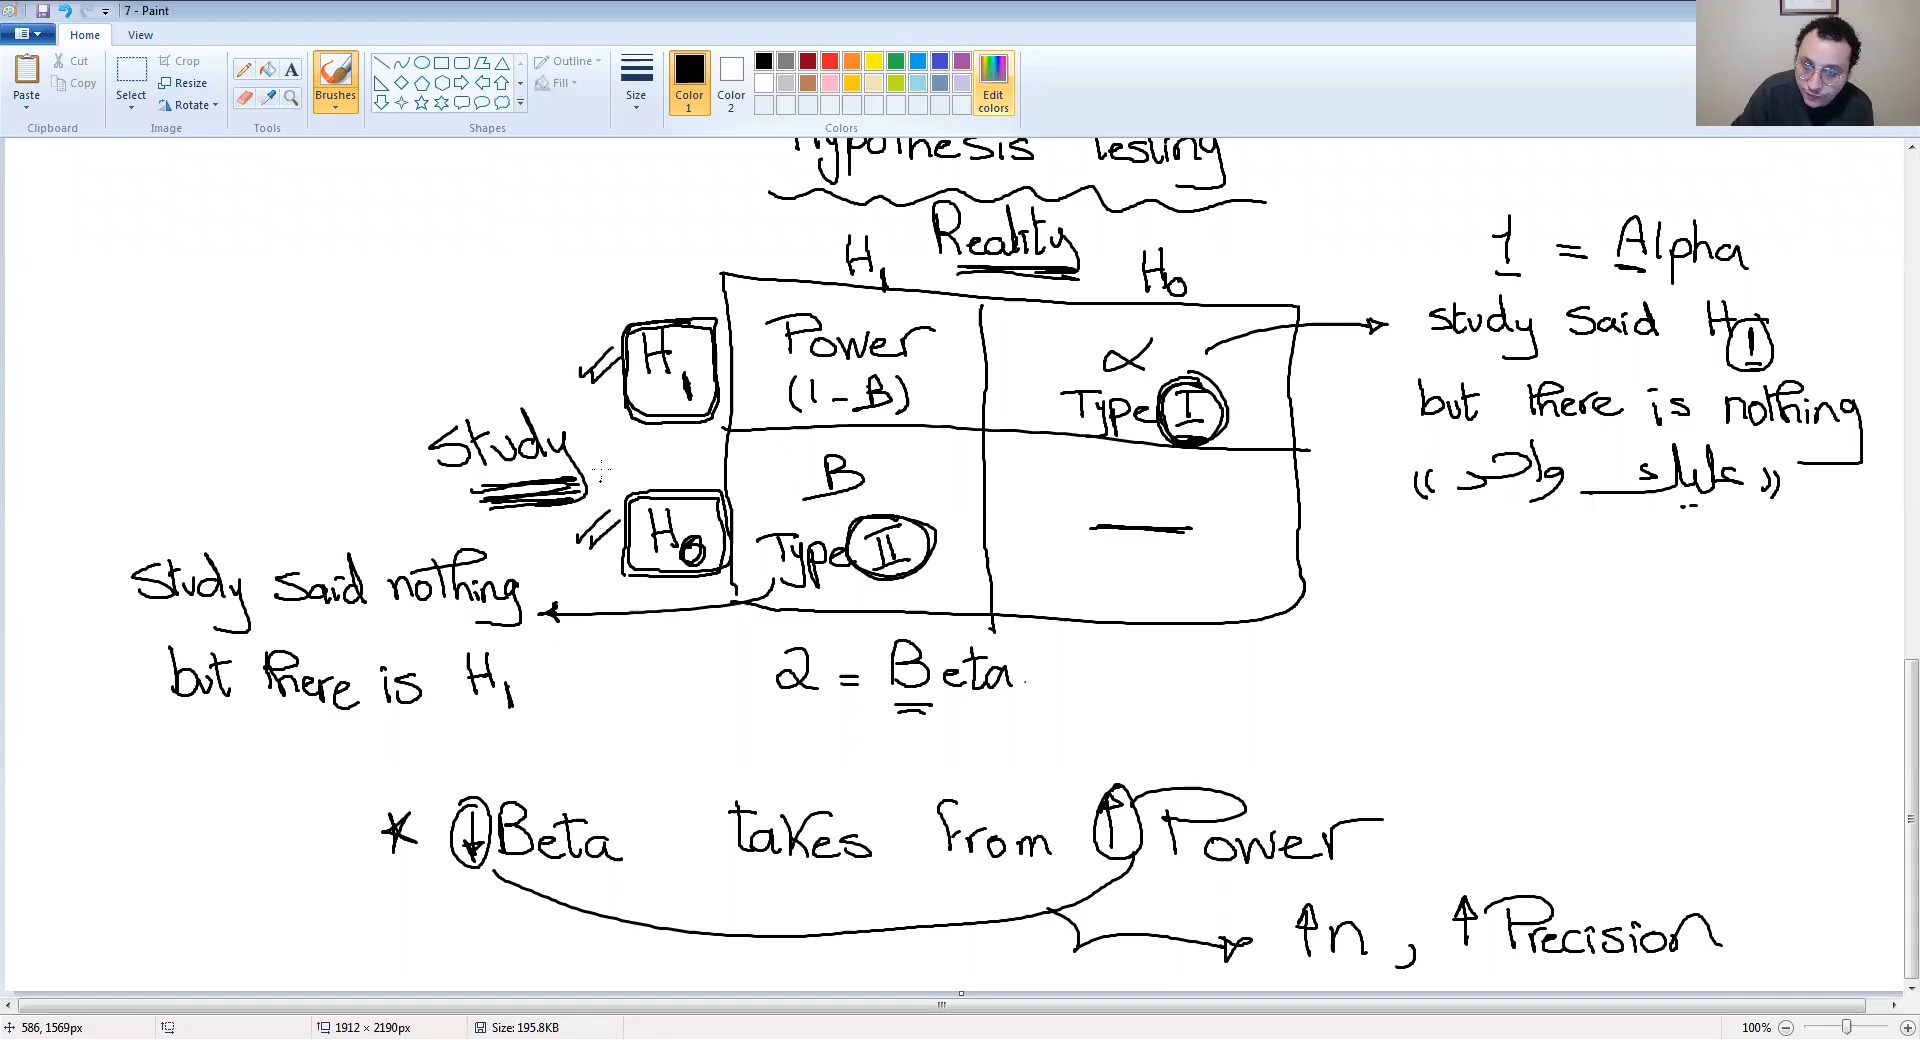 7 - Paint
Home View
Paste
Cut
Copy
Clipboard
Select
Crop
Resize
Rotate
Image
Tools
Brushes
Shapes
Outline
Fill
Size
Color 1
Color 2
Colors
Edit colors
Hypothesis Testing
Reality
H1 H0
H1
Power
(1 - B)
α
Type I
Study
H0
B
Type II
1 = Alpha
study said H1
but there is nothing
study said nothing
but there is H1
2 = Beta
* ↓Beta takes from ↑Power
↑n, ↑Precision
586, 1569px
1912 × 2190px
Size: 195.8KB
100%